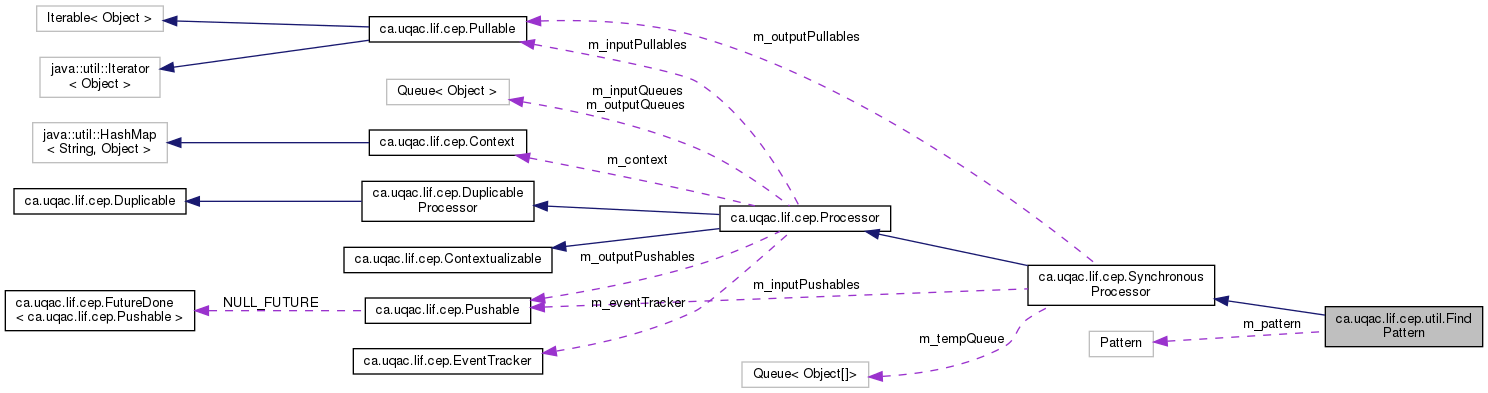 Iterable< Object >
ca.uqac.lif.cep.Pullable
m_outputPullables
m_inputPullables
java::util::Iterator
< Object >
Queue< Object >
m_inputQueues
m_outputQueues
java::util::HashMap
< String, Object >
ca.uqac.lif.cep.Context
m_context
ca.uqac.lif.cep.Duplicable
ca.uqac.lif.cep.Duplicable
Processor
ca.uqac.lif.cep.Processor
ca.uqac.lif.cep.Contextualizable
m_outputPushables
ca.uqac.lif.cep.Synchronous
Processor
m_inputPushables
ca.uqac.lif.cep.FutureDone
< ca.uqac.lif.cep.Pushable >
NULL_FUTURE
ca.uqac.lif.cep.Pushable
m_eventTracker
ca.uqac.lif.cep.util.Find
Pattern
m_pattern
Pattern
m_tempQueue
ca.uqac.lif.cep.EventTracker
Queue< Object[]>